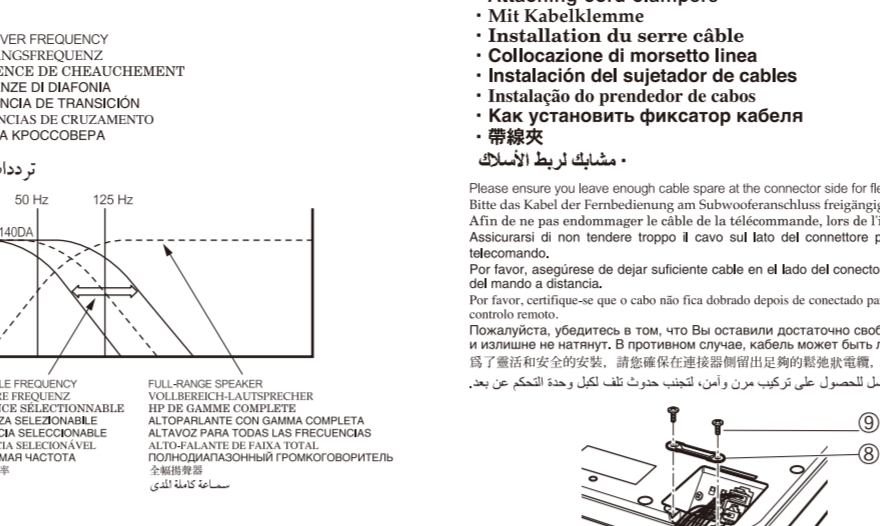 VER FREQUENCY
NGSFREQUENZ
ENCE DE CHEAUCHEMENT
NZE DI DIAFONIA
NCIA DE TRANSICIÓN
NCIAS DE CRUZAMENTO
А КРОССОВЕРА
50 Hz 125 Hz
140DA
LE FREQUENCY
RE FREQUENZ
CE SÉLECTIONNABLE
ZA SELEZIONABILE
CIA SELECCIONABLE
CIA SELECIONÁVEL
МАЯ ЧАСТОТА
率
FULL-RANGE SPEAKER
VOLLBEREICH-LAUTSPRECHER
HP DE GAMME COMPLETE
ALTOPARLANTE CON GAMMA COMPLETA
ALTAVOZ PARA TODAS LAS FRECUENCIAS
ALTO-FALANTE DE FAIXA TOTAL
ПОЛНОДИАПАЗОННЫЙ ГРОМКОГОВОРИТЕЛЬ
全幅揚聲器
سماعة كاملة المدى
· Attaching cord clampers
· Mit Kabelklemme
· Installation du serre câble
· Collocazione di morsetto linea
· Instalación del sujetador de cables
· Instalação do prendedor de cabos
· Как установить фиксатор кабеля
· 帶線夾
· مشابك لربط الأسلاك
Please ensure you leave enough cable spare at the connector side for fle
Bitte das Kabel der Fernbedienung am Subwooferanschluss freigängig
Afin de ne pas endommager le câble de la télécommande, lors de l'i
Assicurarsi di non tendere troppo il cavo sul lato del connettore p
telecomando.
Por favor, asegúrese de dejar suficiente cable en el lado del conecto
del mando a distancia.
Por favor, certifique-se que o cabo não fica dobrado depois de conectado pa
controlo remoto.
Пожалуйста, убедитесь в том, что Вы оставили достаточно своб
и излишне не натянут. В противном случае, кабель может быть л
爲了靈活和安全的安裝，請您確保在連接器側留出足夠的鬆弛狀電纜，
صل للحصول على تركيب مرن وآمن، لتجنب حدوث تلف لكبل وحدة التحكم عن بعد.
⑨
⑧